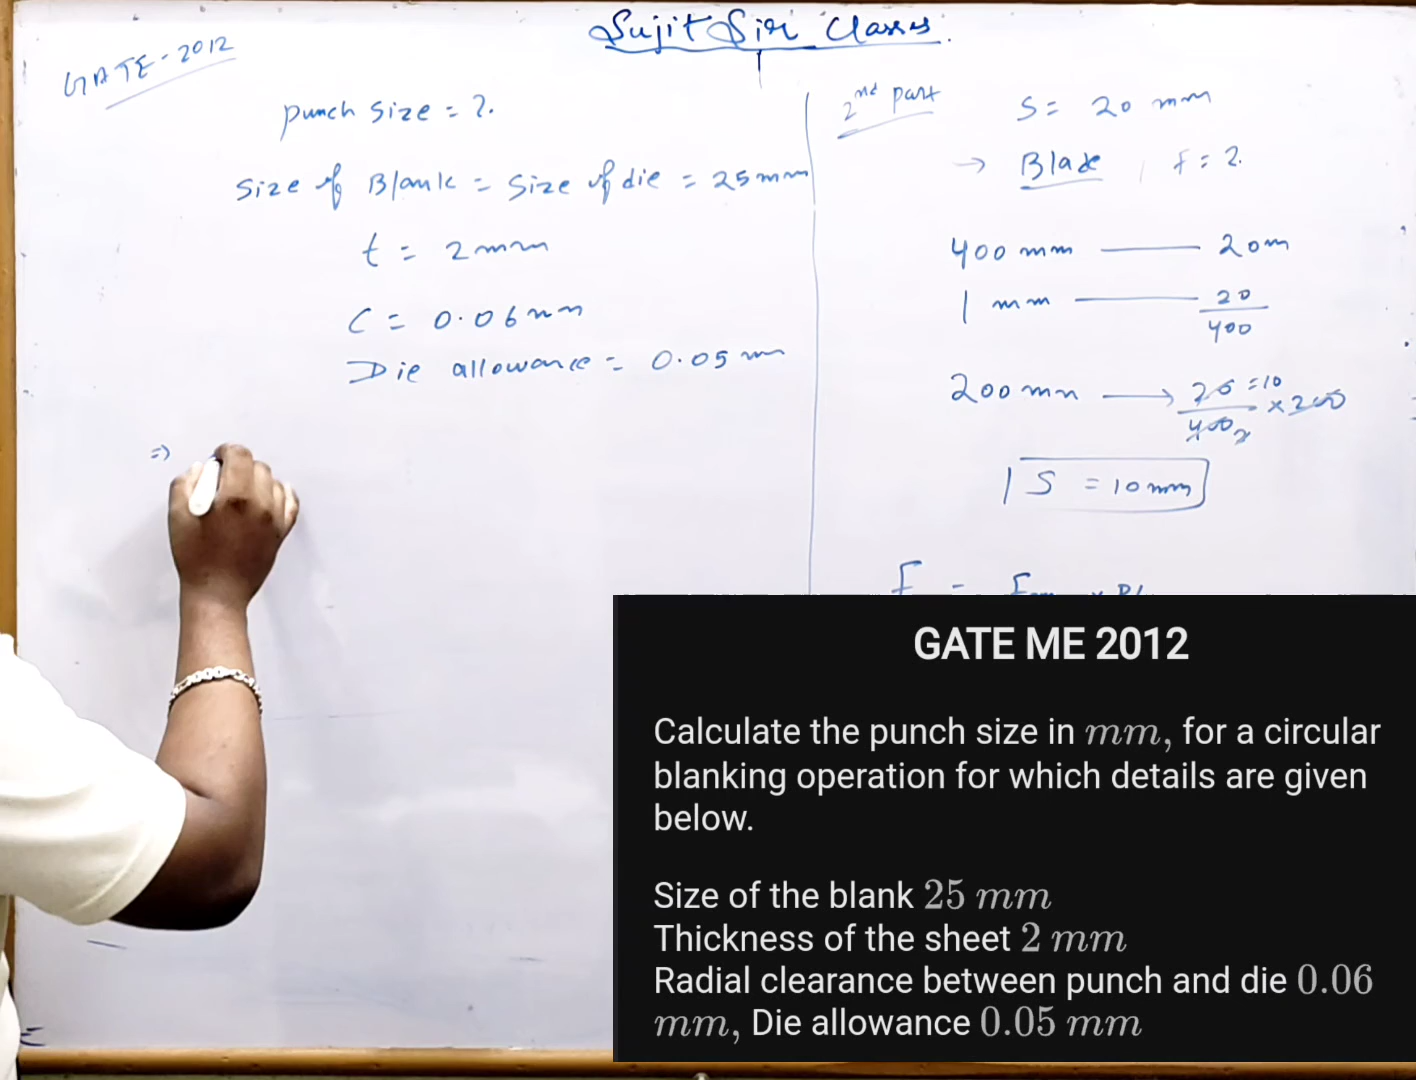 Sujit Sir Classes.
GATE-2012
Punch Size = ?.
Size of Blank = Size of die = 25mm
t = 2mm
C = 0.06mm
Die allowance = 0.05 mm
=>
2nd part
S = 20 mm
→ Blade , F = ?.
400 mm —— 20m
1 mm —— 20/400
200mm → 20/400 × 200 = 10
S = 10mm
F =
GATE ME 2012
Calculate the punch size in mm, for a circular
blanking operation for which details are given
below.
Size of the blank 25 mm
Thickness of the sheet 2 mm
Radial clearance between punch and die 0.06
mm, Die allowance 0.05 mm